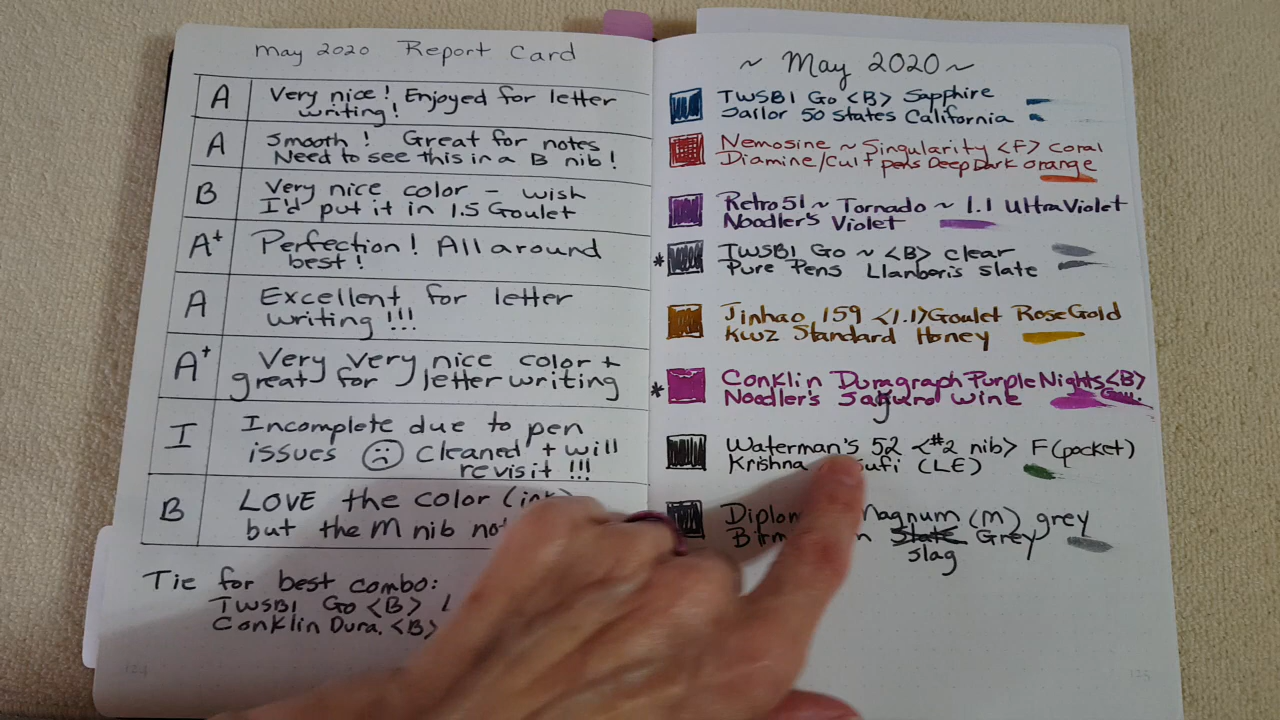 May 2020 Report Card
A Very nice! Enjoyed for letter
writing!
A Smooth! Great for notes
Need to see this in a B nib!
B Very nice color - wish
I'd put it in 1.5 Goulet
A+ Perfection! All around
best!
A Excellent for letter
writing!!!
A+ Very very nice color +
great for letter writing
I Incomplete due to pen
issues ☹ Cleaned + will
revisit!!!
B LOVE the color (ink)
but the M nib
Tie for best combo:
TWSBI Go <B>
Conklin Dura. <B>
124
~ May 2020 ~
TWSBI Go <B> Sapphire
Sailor 50 states California
Nemosine ~ Singularity <F> Coral
Diamine/Cult pens Deep Dark orange
Retro51 ~ Tornado ~ 1.1 UltraViolet
Noodler's Violet
* TWSBI Go ~ <B> clear
Pure Pens Llanberis slate
Jinhao 159 <1.1> Goulet Rose Gold
KWZ Standard Honey
* Conklin Duragraph Purple Nights <B>
Noodler's Saguaro wine
Waterman's 52 <#2 nib> F (pocket)
Krishna (LE)
Magnum (M) grey
Grey
slag
125